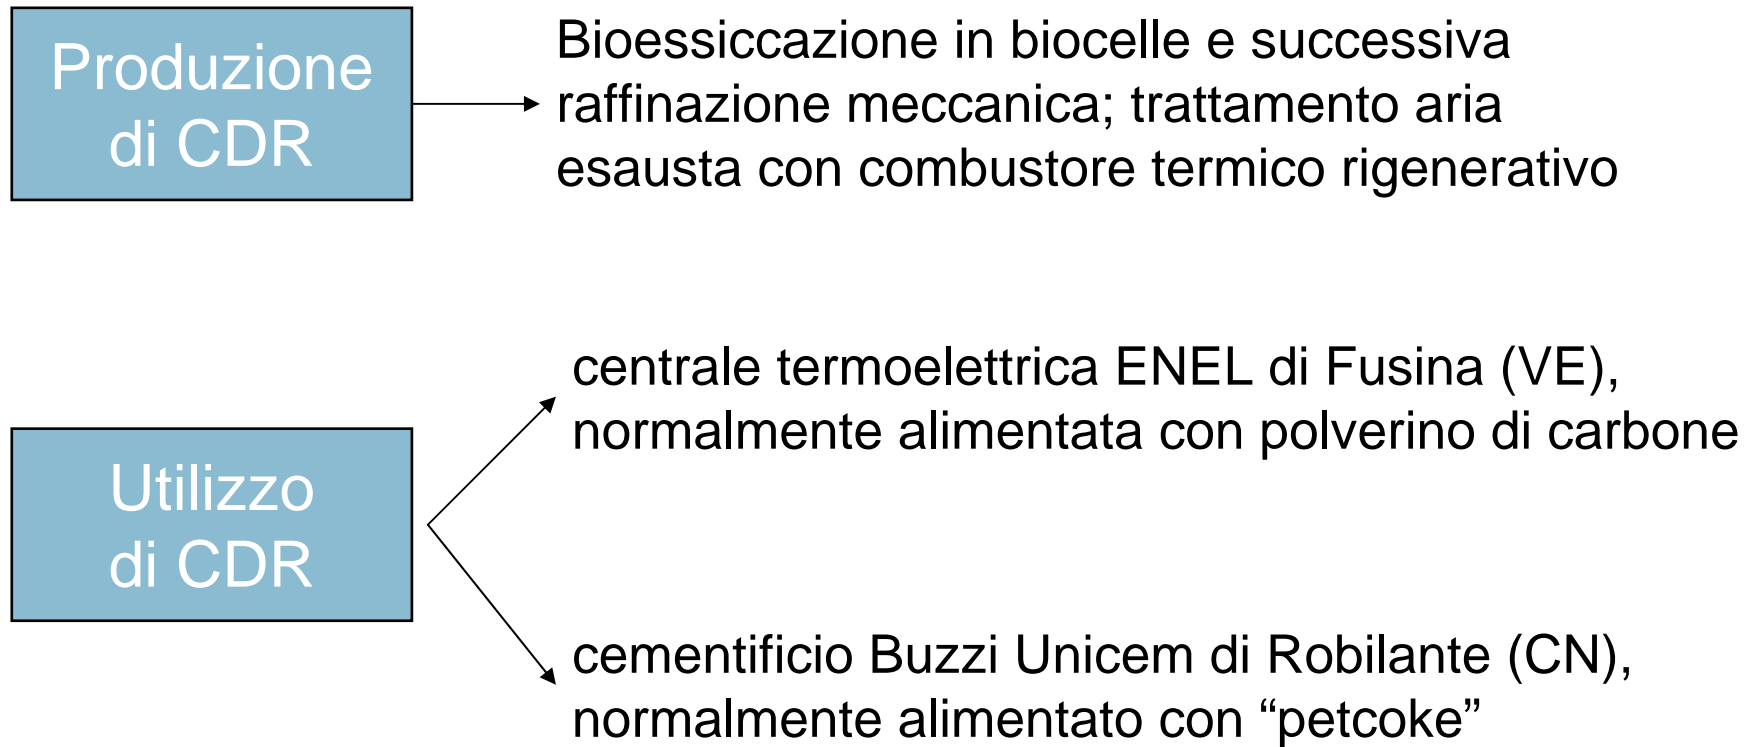 Produzione
di CDR
Bioessiccazione in biocelle e successiva
raffinazione meccanica; trattamento aria
esausta con combustore termico rigenerativo
Utilizzo
di CDR
centrale termoelettrica ENEL di Fusina (VE),
normalmente alimentata con polverino di carbone
cementificio Buzzi Unicem di Robilante (CN),
normalmente alimentato con “petcoke”